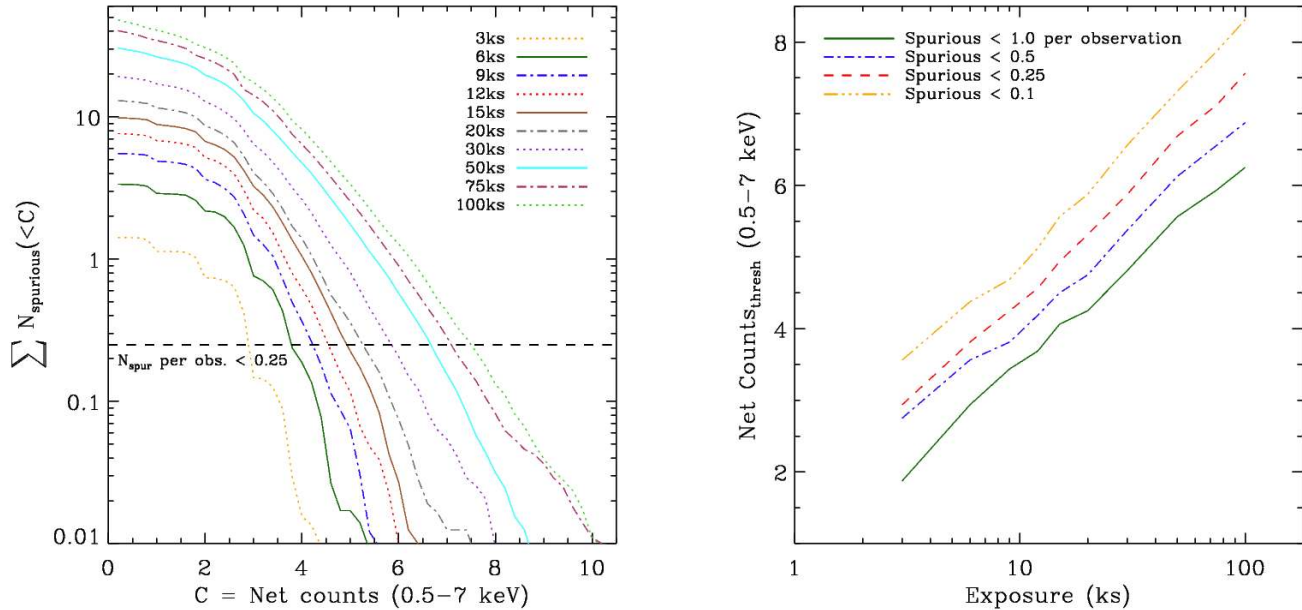 3ks
6ks
9ks
12ks
15ks
20ks
30ks
50ks
75ks
100ks
10
1
0.1
0.01
∑ N_spurious(<C)
N_spur per obs. < 0.25
0 2 4 6 8 10
C = Net counts (0.5−7 keV)
Spurious < 1.0 per observation
Spurious < 0.5
Spurious < 0.25
Spurious < 0.1
8
6
4
2
Net Counts_thresh (0.5−7 keV)
1 10 100
Exposure (ks)